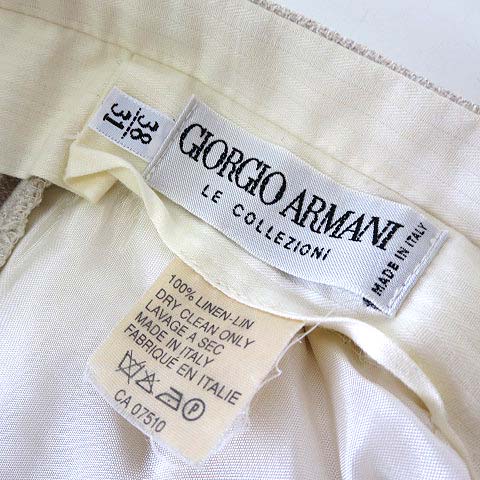 38
31
GIORGIO ARMANI
LE COLLEZIONI
MADE IN ITALY
100% LINEN-LIN
DRY CLEAN ONLY
LAVAGE A SEC
MADE IN ITALY
FABRIQUE EN ITALIE
CA 07510